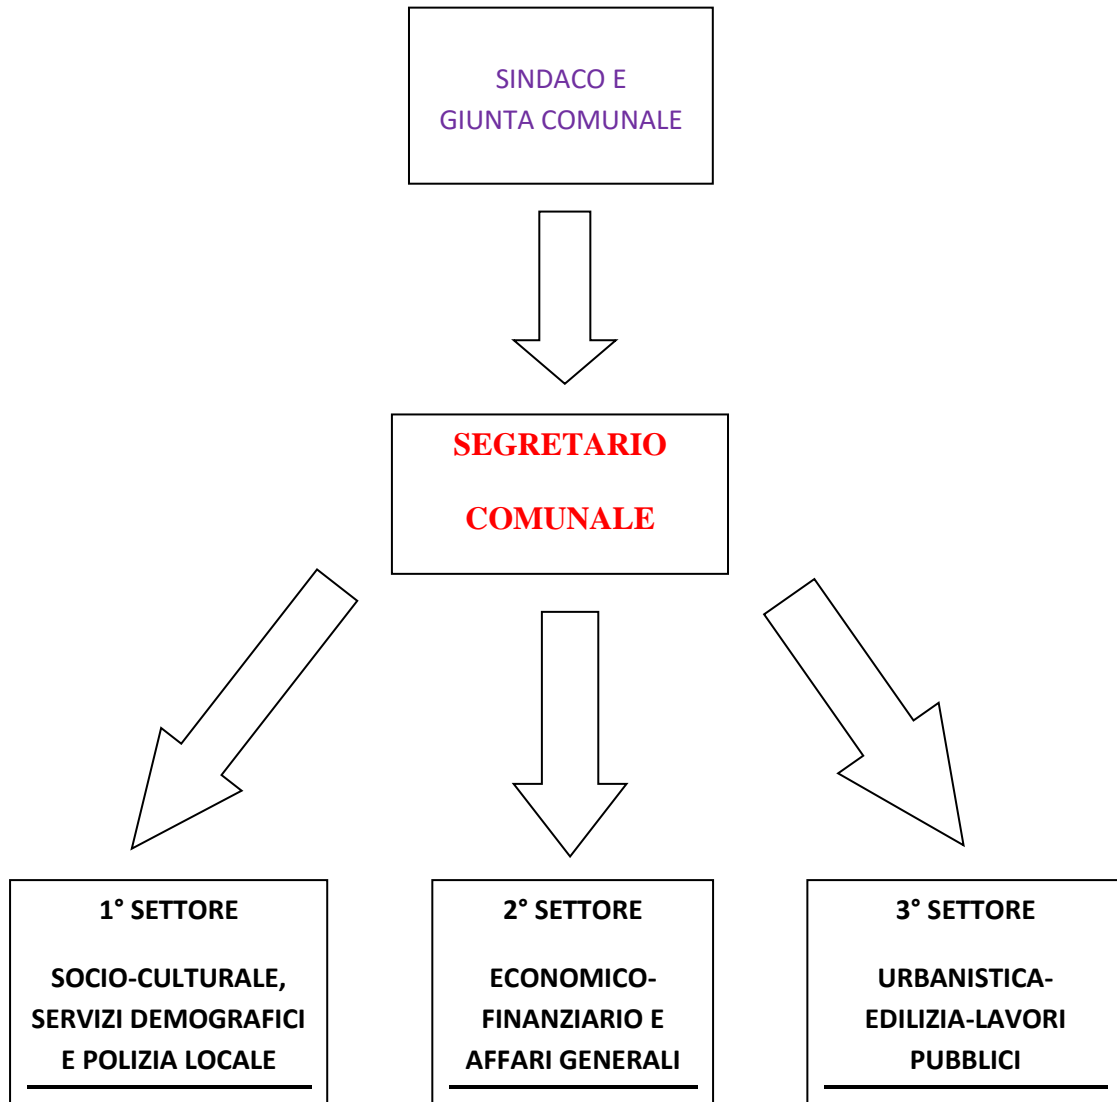 SINDACO E
GIUNTA COMUNALE
SEGRETARIO
COMUNALE
1° SETTORE
SOCIO-CULTURALE,
SERVIZI DEMOGRAFICI
E POLIZIA LOCALE
2° SETTORE
ECONOMICO-
FINANZIARIO E
AFFARI GENERALI
3° SETTORE
URBANISTICA-
EDILIZIA-LAVORI
PUBBLICI